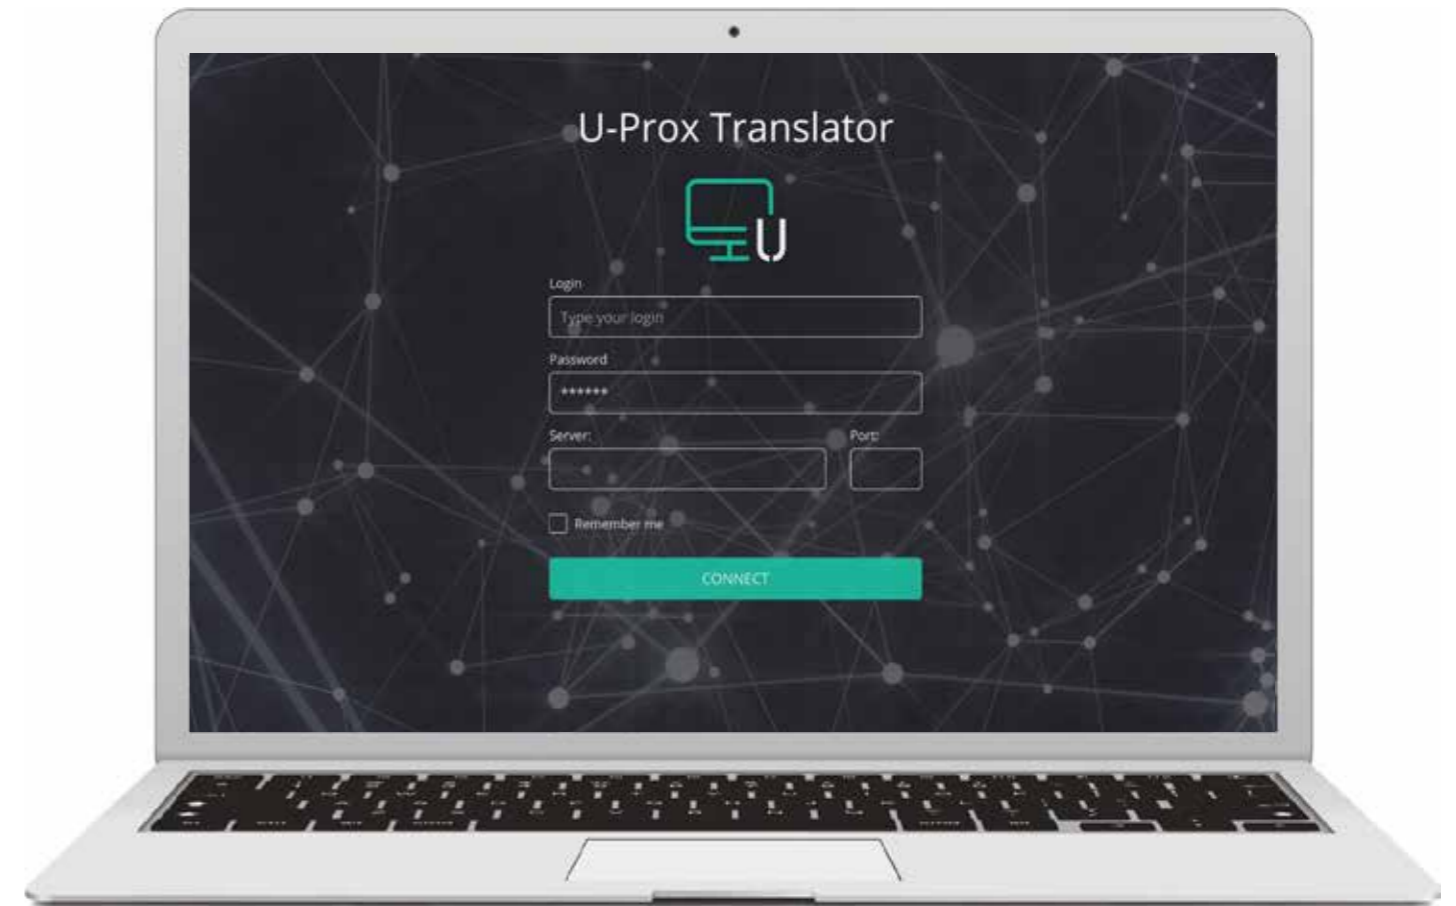 U-Prox Translator
U
Login
Type your login
Password
******
Server:
Port:
Remember me
CONNECT